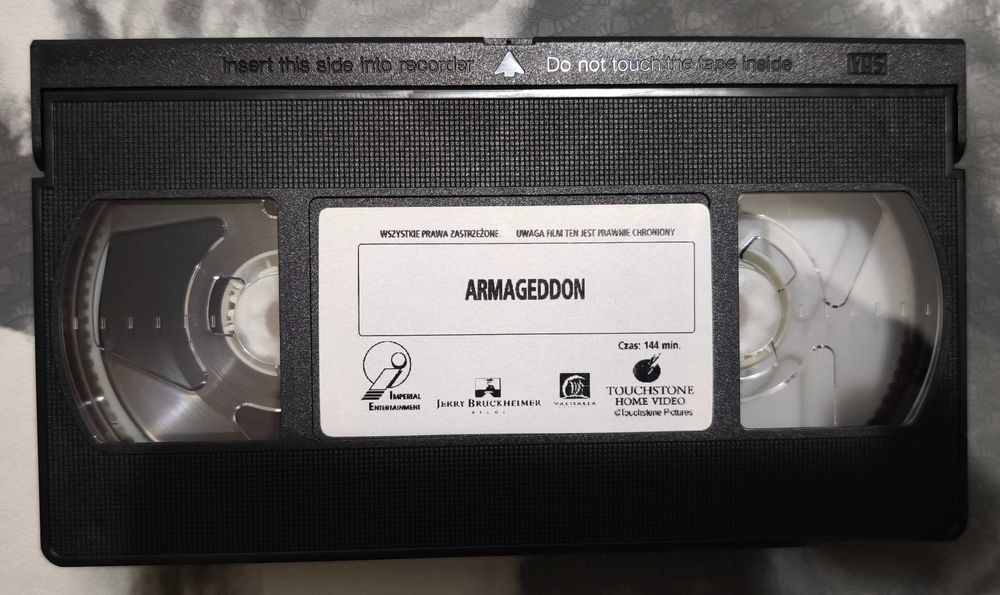 Insert this side into recorder Do not touch the tape inside VHS
WSZYSTKIE PRAWA ZASTRZEŻONE. UWAGA FILM TEN JEST PRAWNIE CHRONIONY
ARMAGEDDON
Czas: 144 min.
IMPERIAL
ENTERTAINMENT
JERRY BRUCKHEIMER
FILMS
VALHALLA
TOUCHSTONE
HOME VIDEO
©Touchstone Pictures